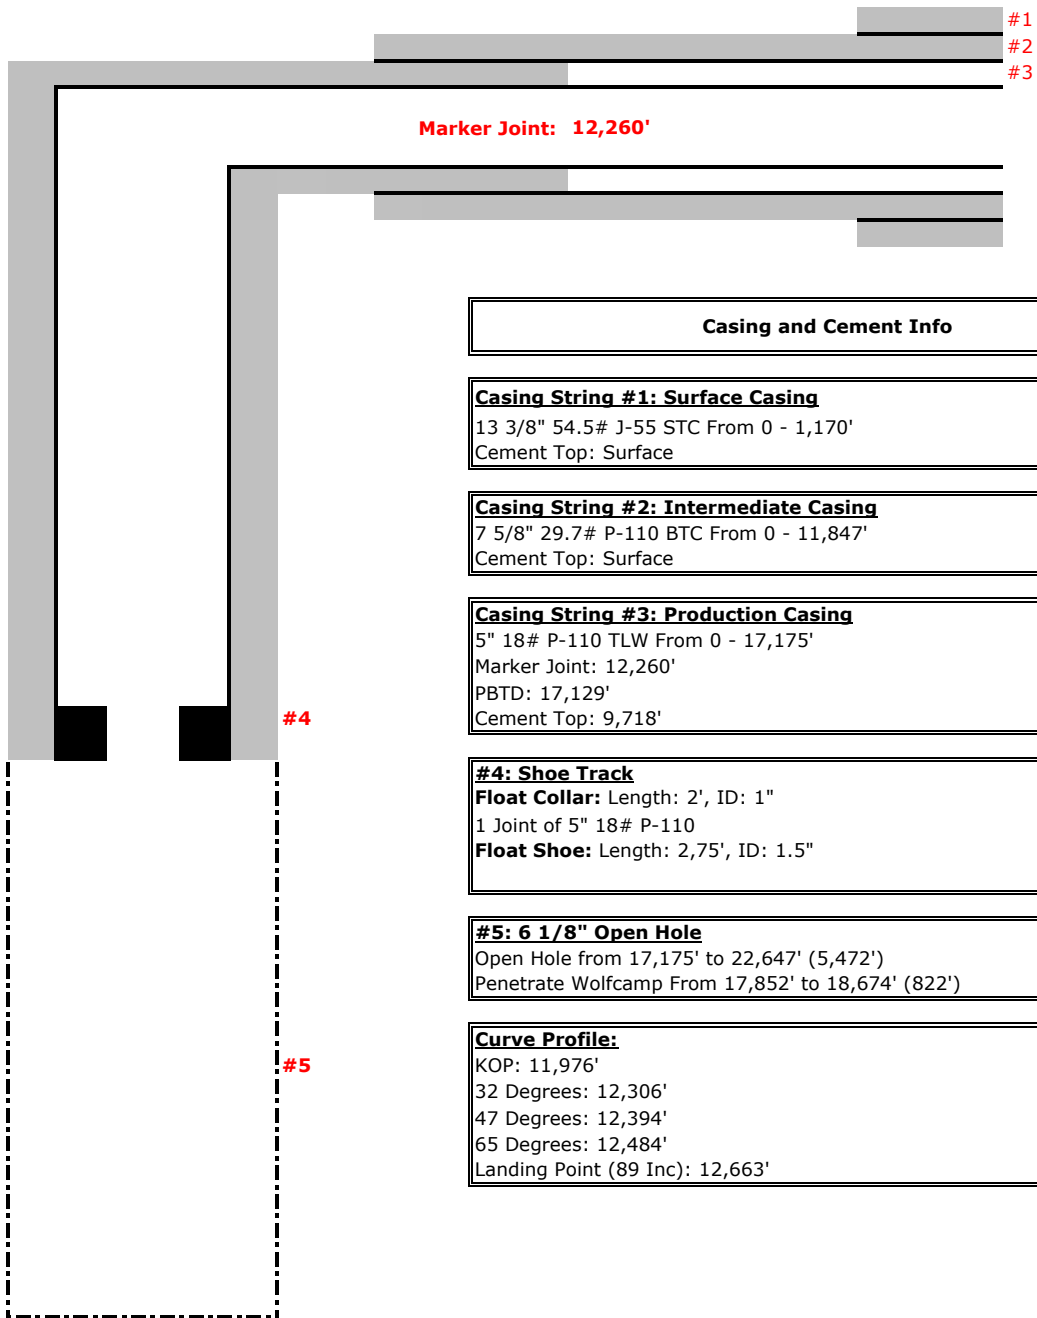 #1
#2
#3
Marker Joint: 12,260'
Casing and Cement Info
Casing String #1: Surface Casing
13 3/8" 54.5# J-55 STC From 0 - 1,170'
Cement Top: Surface
Casing String #2: Intermediate Casing
7 5/8" 29.7# P-110 BTC From 0 - 11,847'
Cement Top: Surface
Casing String #3: Production Casing
5" 18# P-110 TLW From 0 - 17,175'
Marker Joint: 12,260'
PBTD: 17,129'
Cement Top: 9,718'
#4
#4: Shoe Track
Float Collar: Length: 2', ID: 1"
1 Joint of 5" 18# P-110
Float Shoe: Length: 2,75', ID: 1.5"
#5: 6 1/8" Open Hole
Open Hole from 17,175' to 22,647' (5,472')
Penetrate Wolfcamp From 17,852' to 18,674' (822')
#5
Curve Profile:
KOP: 11,976'
32 Degrees: 12,306'
47 Degrees: 12,394'
65 Degrees: 12,484'
Landing Point (89 Inc): 12,663'